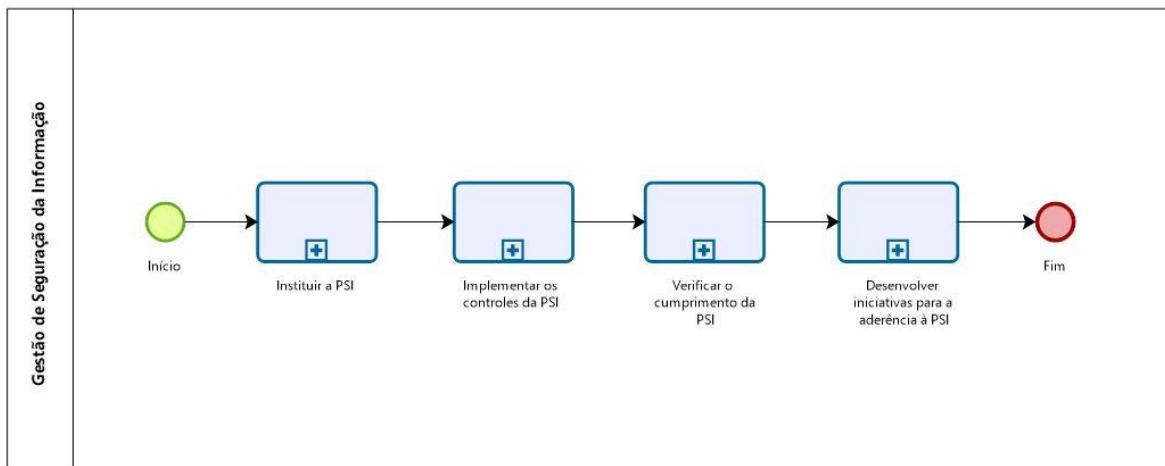 Gestão de Seguração da Informação
Início
Instituir a PSI
Implementar os
controles da PSI
Verificar o
cumprimento da
PSI
Desenvolver
iniciativas para a
aderência à PSI
Fim